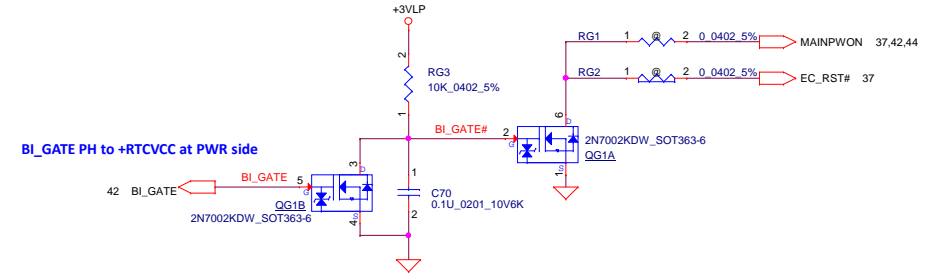 +3VLP
RG1 1 @ 2 0_0402_5% MAINPWON 37,42,44
2
RG3
10K_0402_5%
1
RG2 1 @ 2 0_0402_5% EC_RST# 37
6
D
BI_GATE# 2
G
2N7002KDW_SOT363-6
QG1A
S
1
BI_GATE PH to +RTCVCC at PWR side
3
D
42 BI_GATE BI_GATE 5
G
QG1B
2N7002KDW_SOT363-6
S
4
1
C70
0.1U_0201_10V6K
2